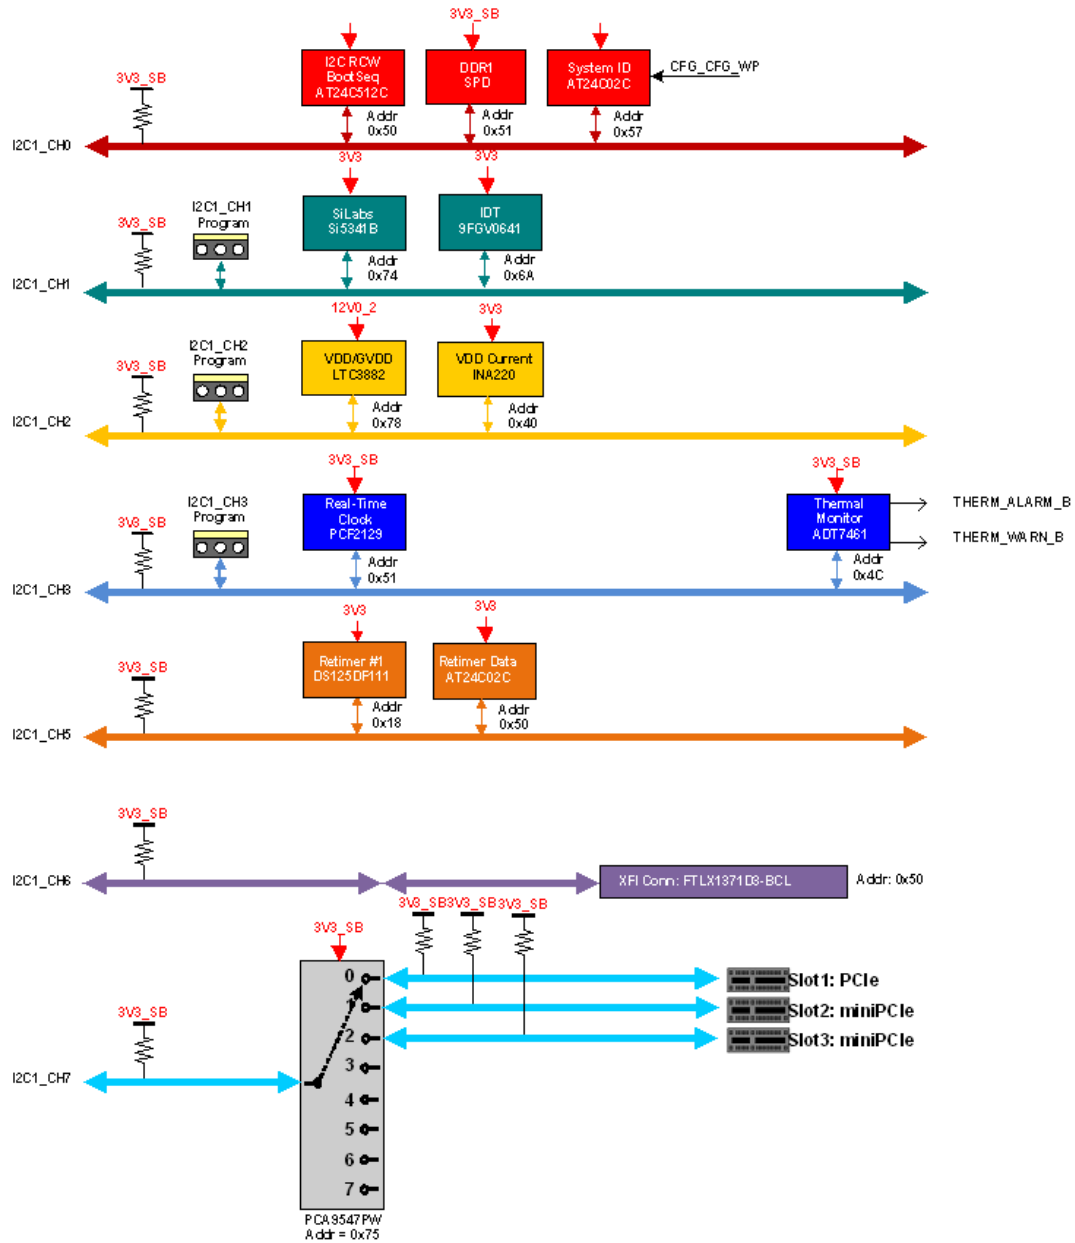 3V3_SB
I2C RCW
BootSeq
AT24C512C
DDR1
SPD
System ID
AT24C02C
CFG_CFG_WP
3V3_SB
Addr
0x50
Addr
0x51
Addr
0x57
I2C1_CH0
3V3
3V3
I2C1_CH1
Program
3V3_SB
SiLabs
Si5341B
IDT
9FGV0641
Addr
0x74
Addr
0x6A
I2C1_CH1
12V0_2
3V3
I2C1_CH2
Program
3V3_SB
VDD/GVDD
LTC3882
VDD Current
INA220
Addr
0x78
Addr
0x40
I2C1_CH2
3V3_SB
3V3_SB
I2C1_CH3
Program
3V3_SB
Real-Time
Clock
PCF2129
Thermal
Monitor
ADT7461
THERM_ALARM_B
THERM_WARN_B
Addr
0x51
Addr
0x4C
I2C1_CH3
3V3
3V3
3V3_SB
Retimer #1
DS125DF111
Retimer Data
AT24C02C
Addr
0x18
Addr
0x50
I2C1_CH5
3V3_SB
I2C1_CH6
XFI Conn: FTLX1371D3-BCL
Addr: 0x50
3V3_SB
3V3_SB
3V3_SB
3V3_SB
0
Slot1: PCIe
1
Slot2: miniPCIe
2
Slot3: miniPCIe
3V3_SB
3
I2C1_CH7
4
5
6
7
PCA9547PW
Addr = 0x75